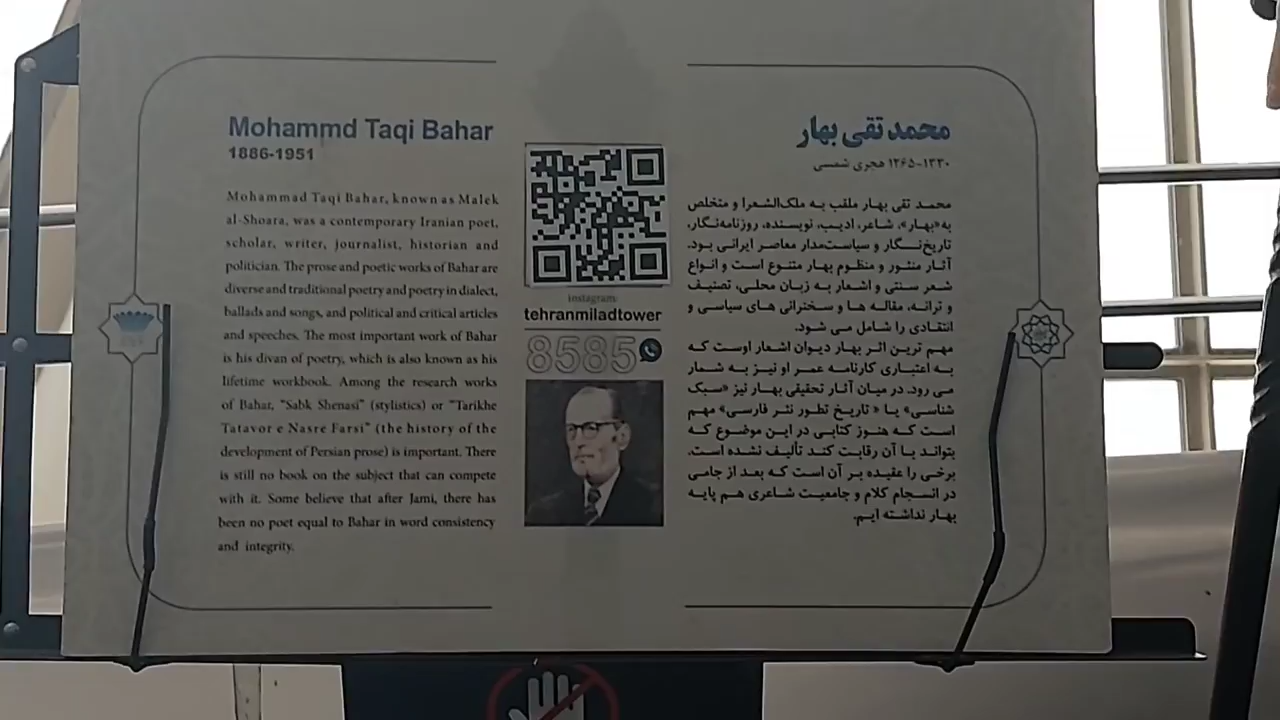 Mohammd Taqi Bahar
1886-1951
Mohammad Taqi Bahar, known as Malek
al-Shoara, was a contemporary Iranian poet,
scholar, writer, journalist, historian and
politician. The prose and poetic works of Bahar are
diverse and traditional poetry and poetry in dialect,
ballads and songs, and political and critical articles
and speeches. The most important work of Bahar
is his divan of poetry, which is also known as his
lifetime workbook. Among the research works
of Bahar, "Sabk Shenasi" (stylistics) or "Tarikhe
Tatavor e Nasre Farsi" (the history of the
development of Persian prose) is important. There
is still no book on the subject that can compete
with it. Some believe that after Jami, there has
been no poet equal to Bahar in word consistency
and integrity.
instagram:
tehranmiladtower
8585
محمد تقی بهار
۱۲۶۵-۱۳۳۰ هجری شمسی
محمد تقی بهار ملقب به ملک‌الشعرا و متخلص
به«بهار»، شاعر، ادیب، نویسنده، روزنامه‌نگار،
تاریخ‌نگار و سیاست‌مدار معاصر ایرانی بود.
آثار منثور و منظوم بهار متنوع است و انواع
شعر سنتی و اشعار به زبان محلی، تصنیف
و ترانه، مقاله ها و سخنرانی های سیاسی و
انتقادی را شامل می شود.
مهم ترین اثر بهار دیوان اشعار اوست که
به اعتباری کارنامه عمر او نیز به شمار
می رود. در میان آثار تحقیقی بهار نیز «سبک
شناسی» یا « تاریخ تطور نثر فارسی» مهم
است که هنوز کتابی در این موضوع که
بتواند با آن رقابت کند تألیف نشده است.
برخی را عقیده بر آن است که بعد از جامی
در انسجام کلام و جامعیت شاعری هم پایه
بهار نداشته ایم.